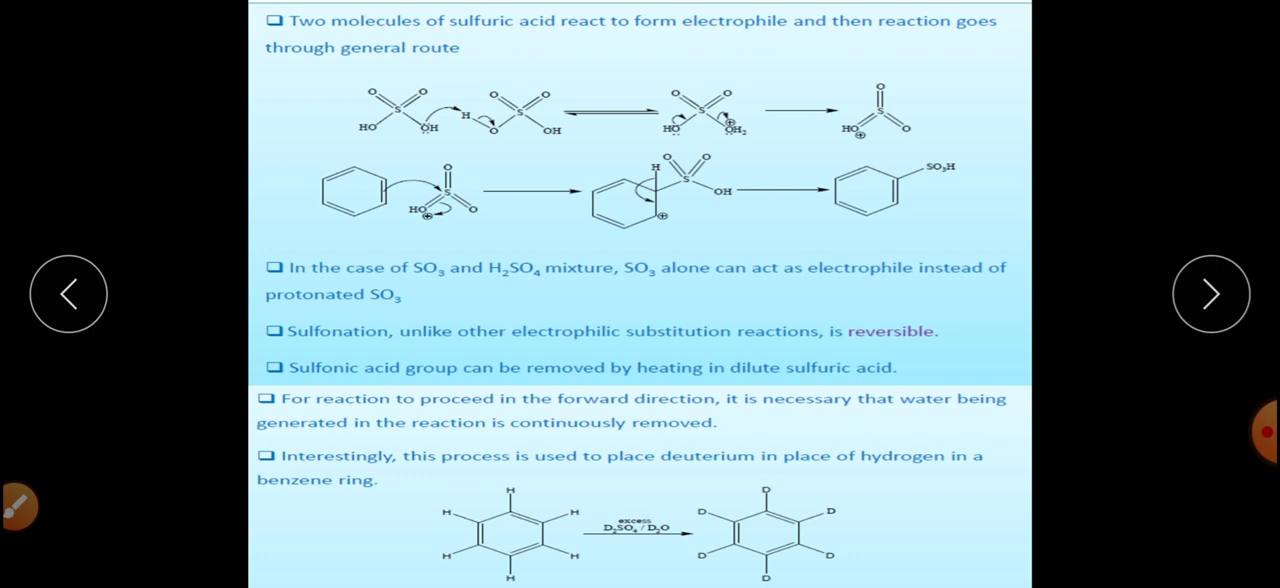 ❑ Two molecules of sulfuric acid react to form electrophile and then reaction goes
through general route
O O O O O O O
HO OH H O OH HO OH₂ HO O
O H O O SO₃H
HO O OH
❑ In the case of SO₃ and H₂SO₄ mixture, SO₃ alone can act as electrophile instead of
protonated SO₃
❑ Sulfonation, unlike other electrophilic substitution reactions, is reversible.
❑ Sulfonic acid group can be removed by heating in dilute sulfuric acid.
❑ For reaction to proceed in the forward direction, it is necessary that water being
generated in the reaction is continuously removed.
❑ Interestingly, this process is used to place deuterium in place of hydrogen in a
benzene ring.
H D
H H D D
excess
D₂SO₄ / D₂O
H H D D
H D